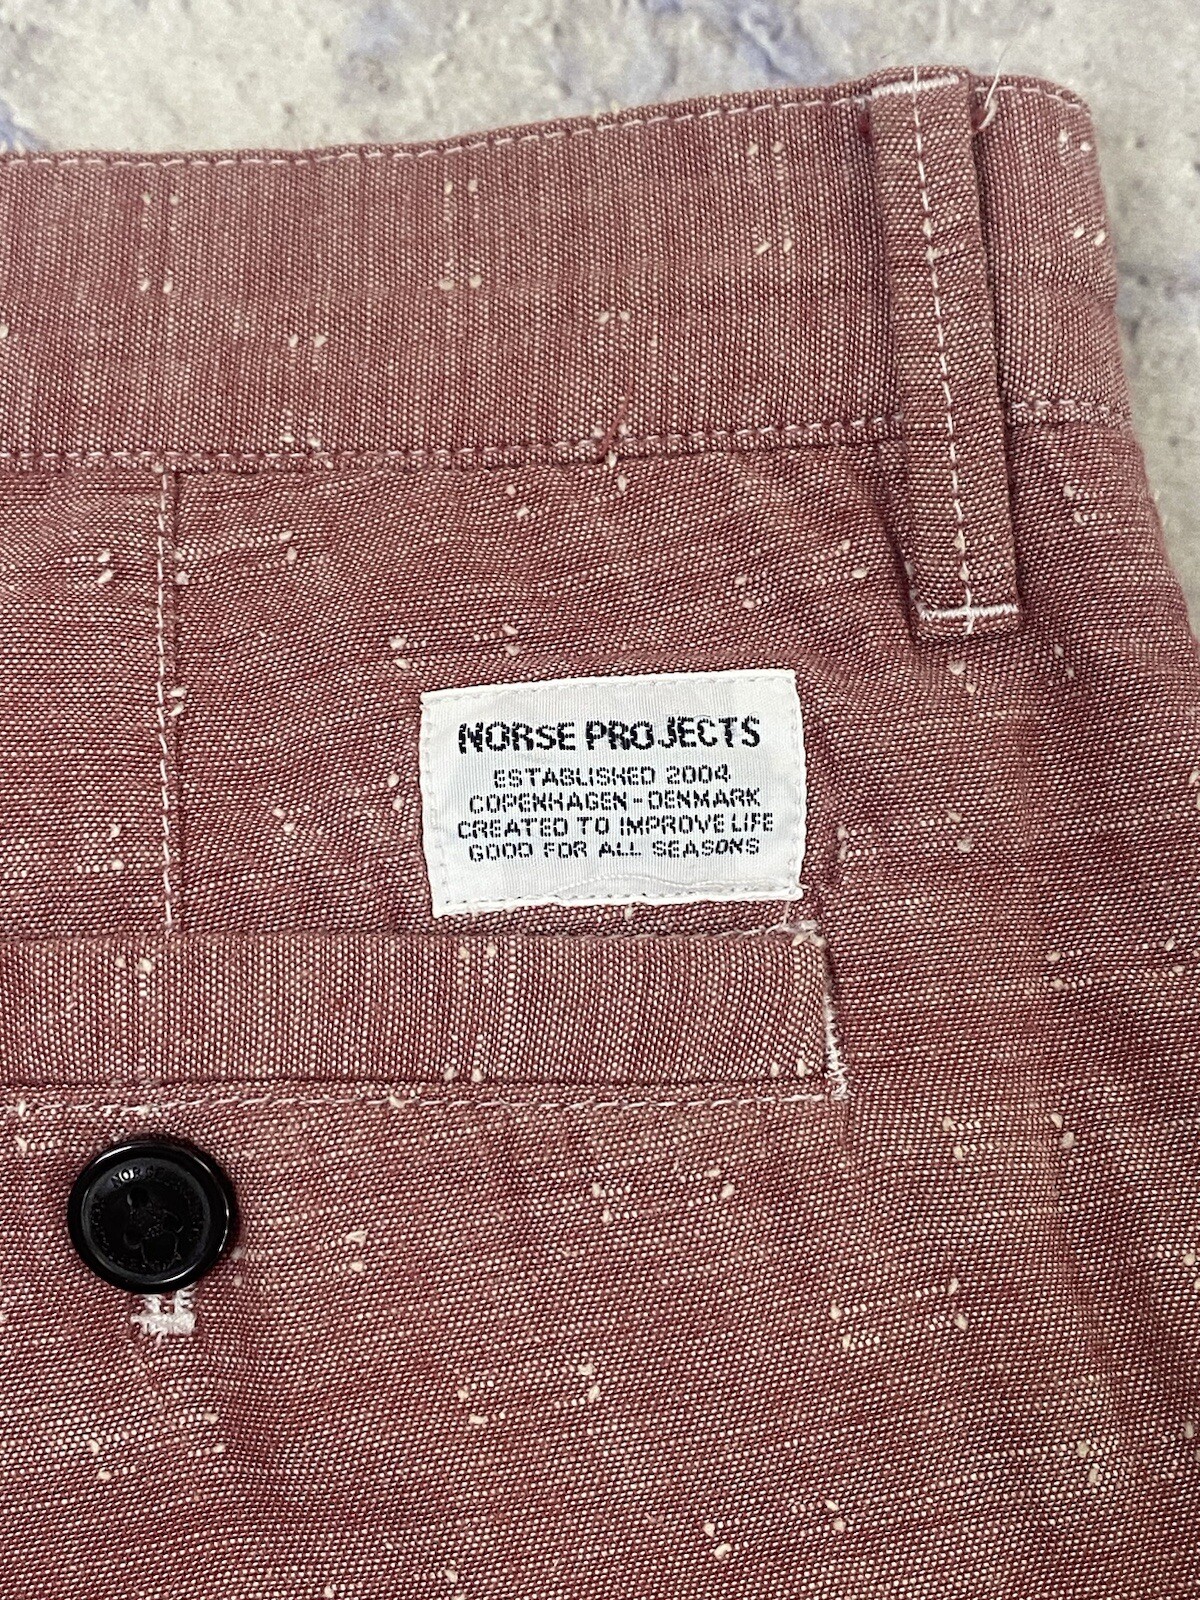 NORSE PROJECTS
ESTABLISHED 2004
COPENHAGEN - DENMARK
CREATED TO IMPROVE LIFE
GOOD FOR ALL SEASONS